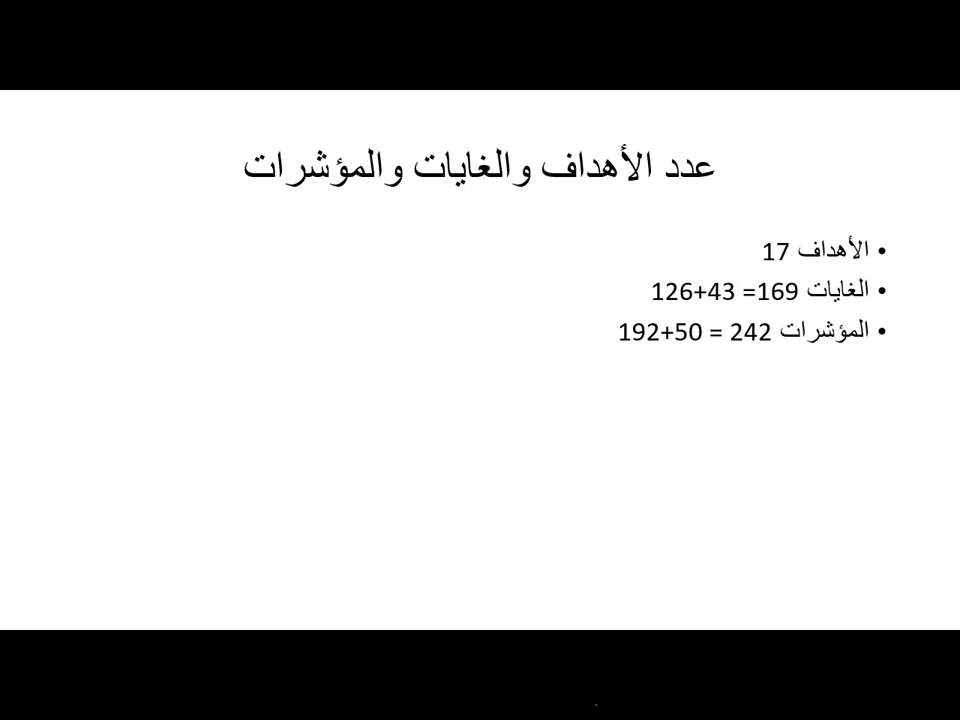 عدد الأهداف والغايات والمؤشرات
• الأهداف 17
• الغايات 169= 43+126
• المؤشرات 242 = 50+192